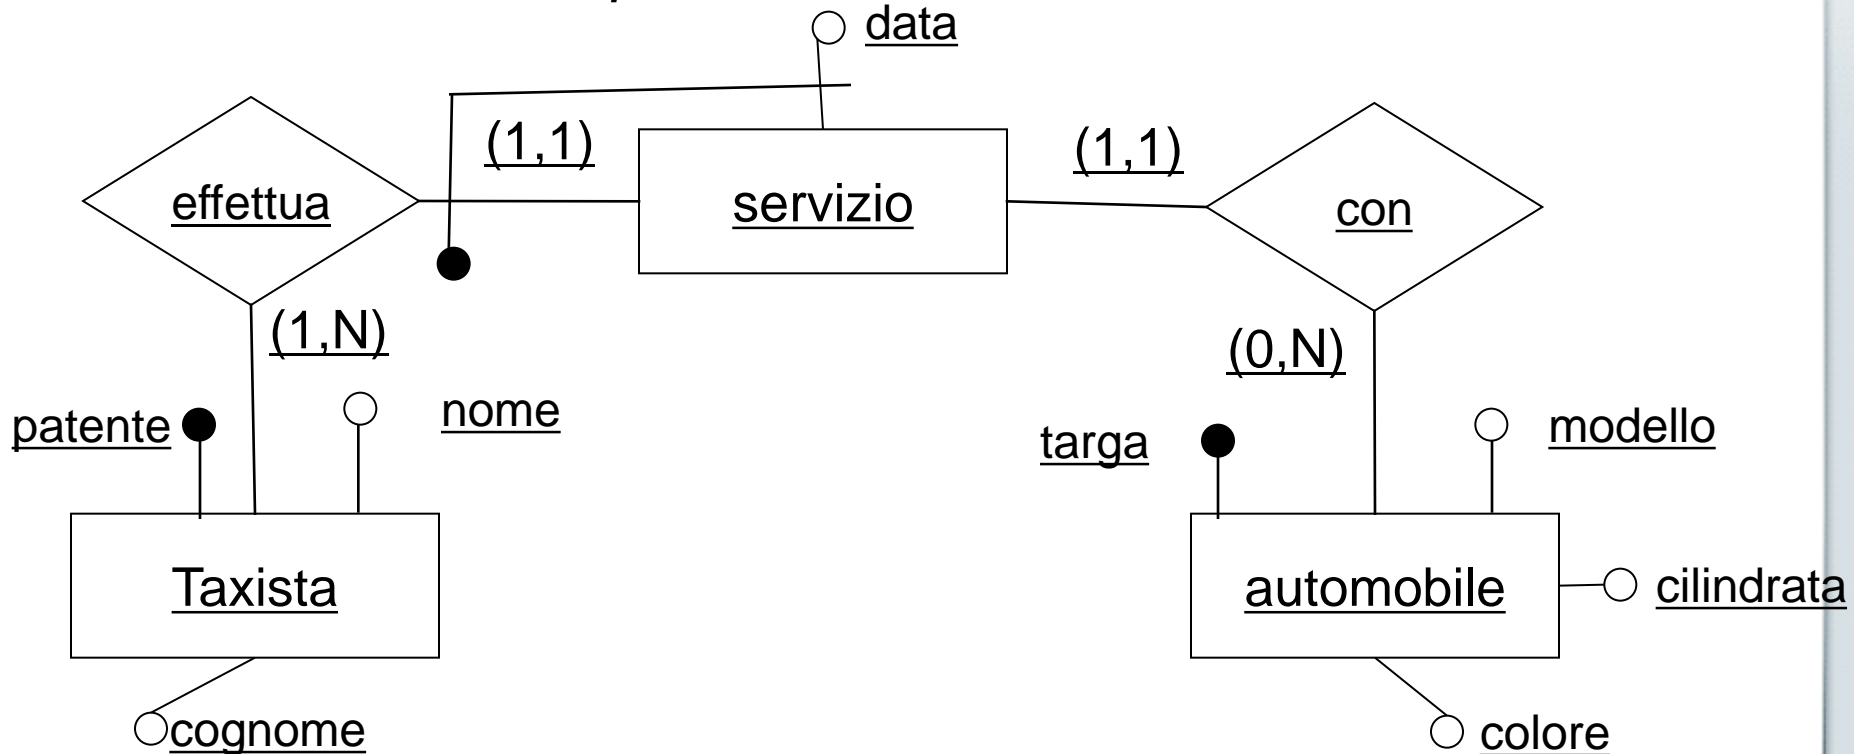 data
(1,1)
(1,1)
effettua
servizio
con
(1,N)
(0,N)
patente
nome
targa
modello
Taxista
automobile
cilindrata
cognome
colore